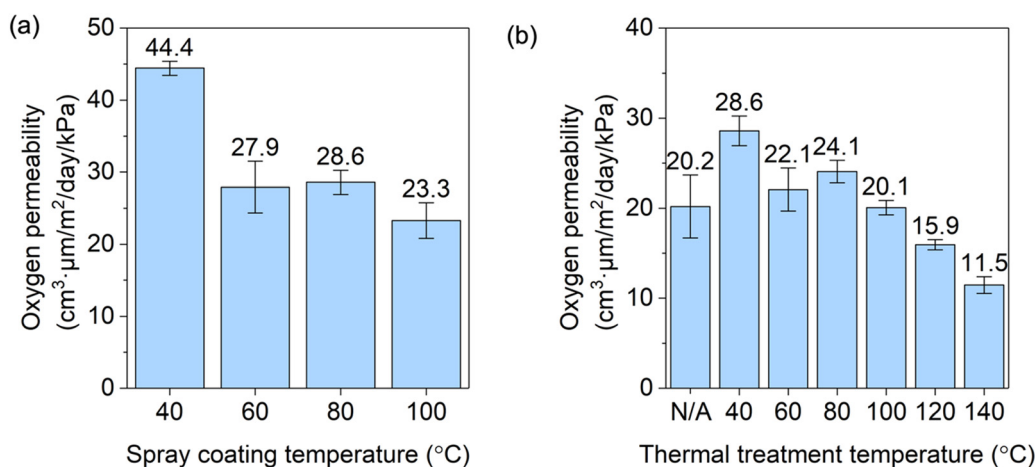 (a)
Oxygen permeability
(cm³·μm/m²/day/kPa)
50
40
30
20
10
0
44.4
27.9
28.6
23.3
40 60 80 100
Spray coating temperature (°C)
(b)
Oxygen permeability
(cm³·μm/m²/day/kPa)
40
30
20
10
0
20.2
28.6
22.1
24.1
20.1
15.9
11.5
N/A 40 60 80 100 120 140
Thermal treatment temperature (°C)